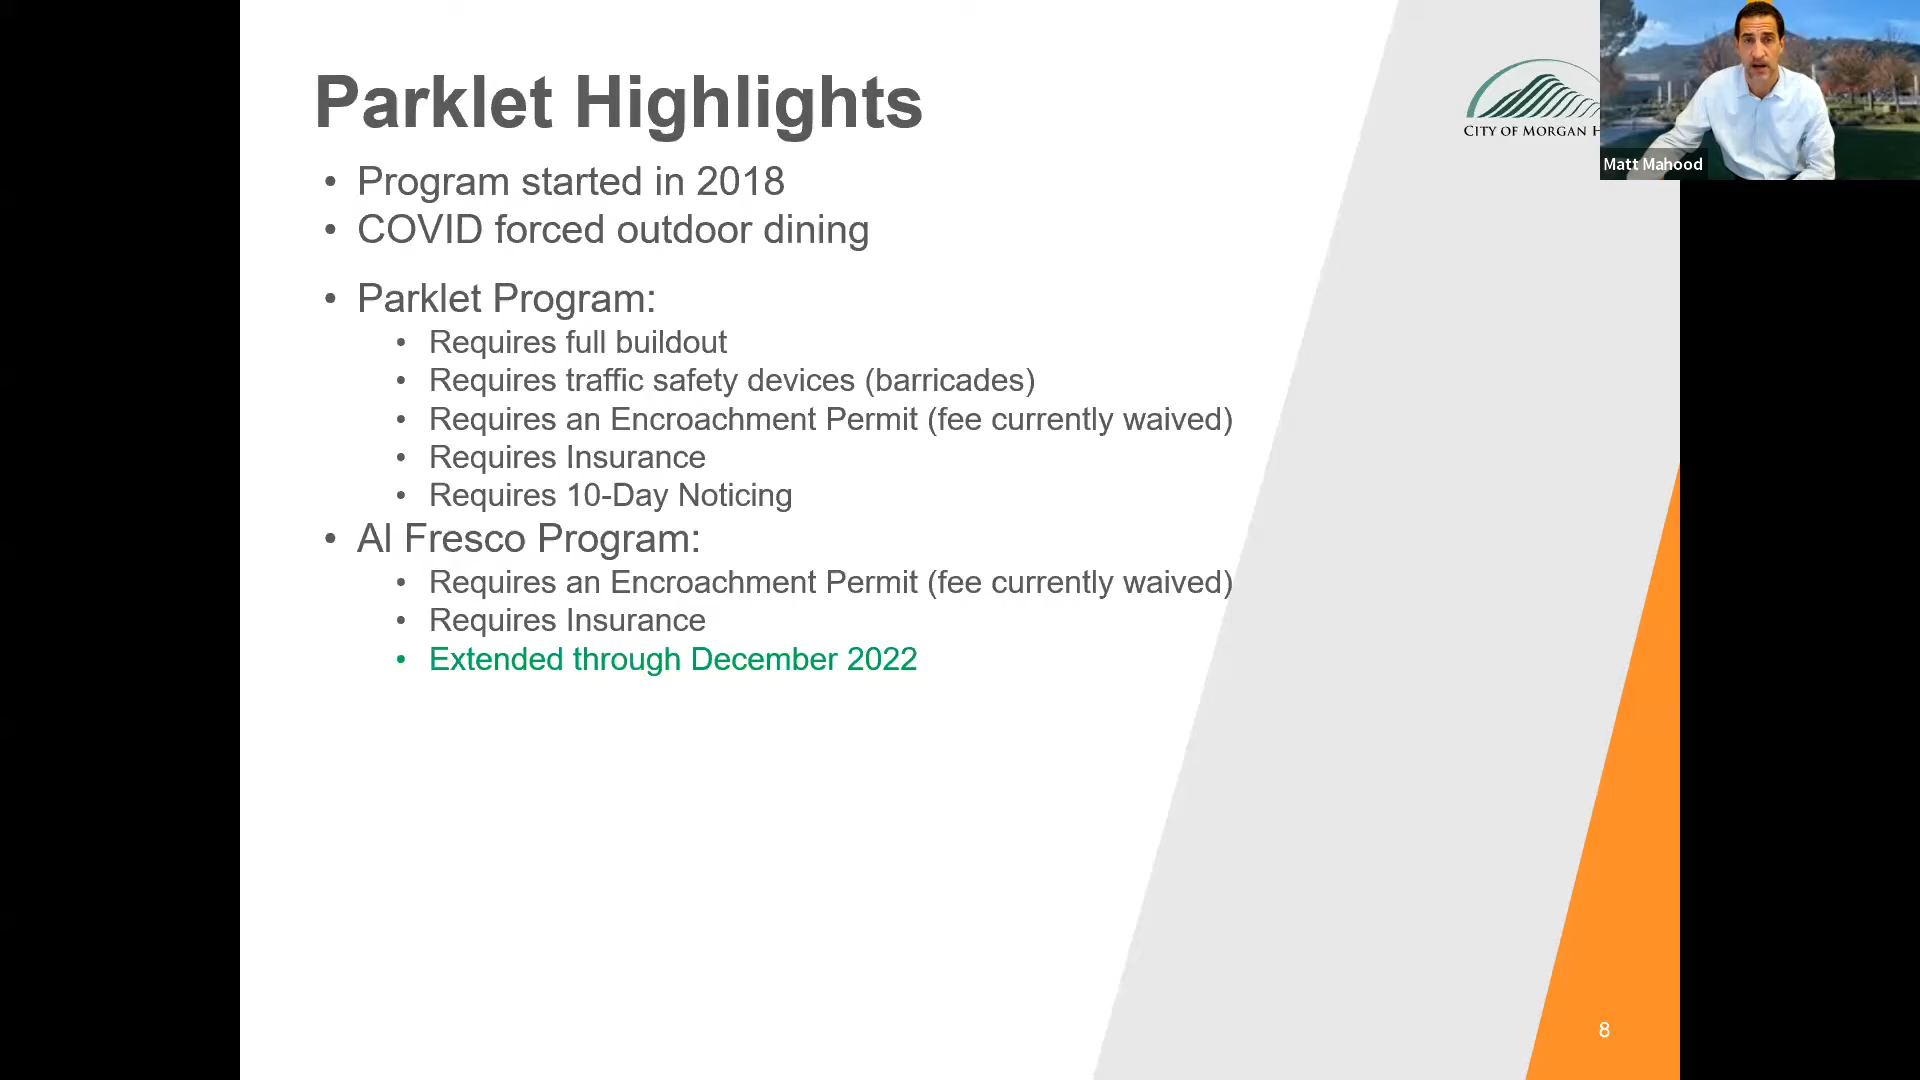 Parklet Highlights
• Program started in 2018
• COVID forced outdoor dining
• Parklet Program:
• Requires full buildout
• Requires traffic safety devices (barricades)
• Requires an Encroachment Permit (fee currently waived)
• Requires Insurance
• Requires 10-Day Noticing
• Al Fresco Program:
• Requires an Encroachment Permit (fee currently waived)
• Requires Insurance
• Extended through December 2022
CITY OF MORGAN H
Matt Mahood
8